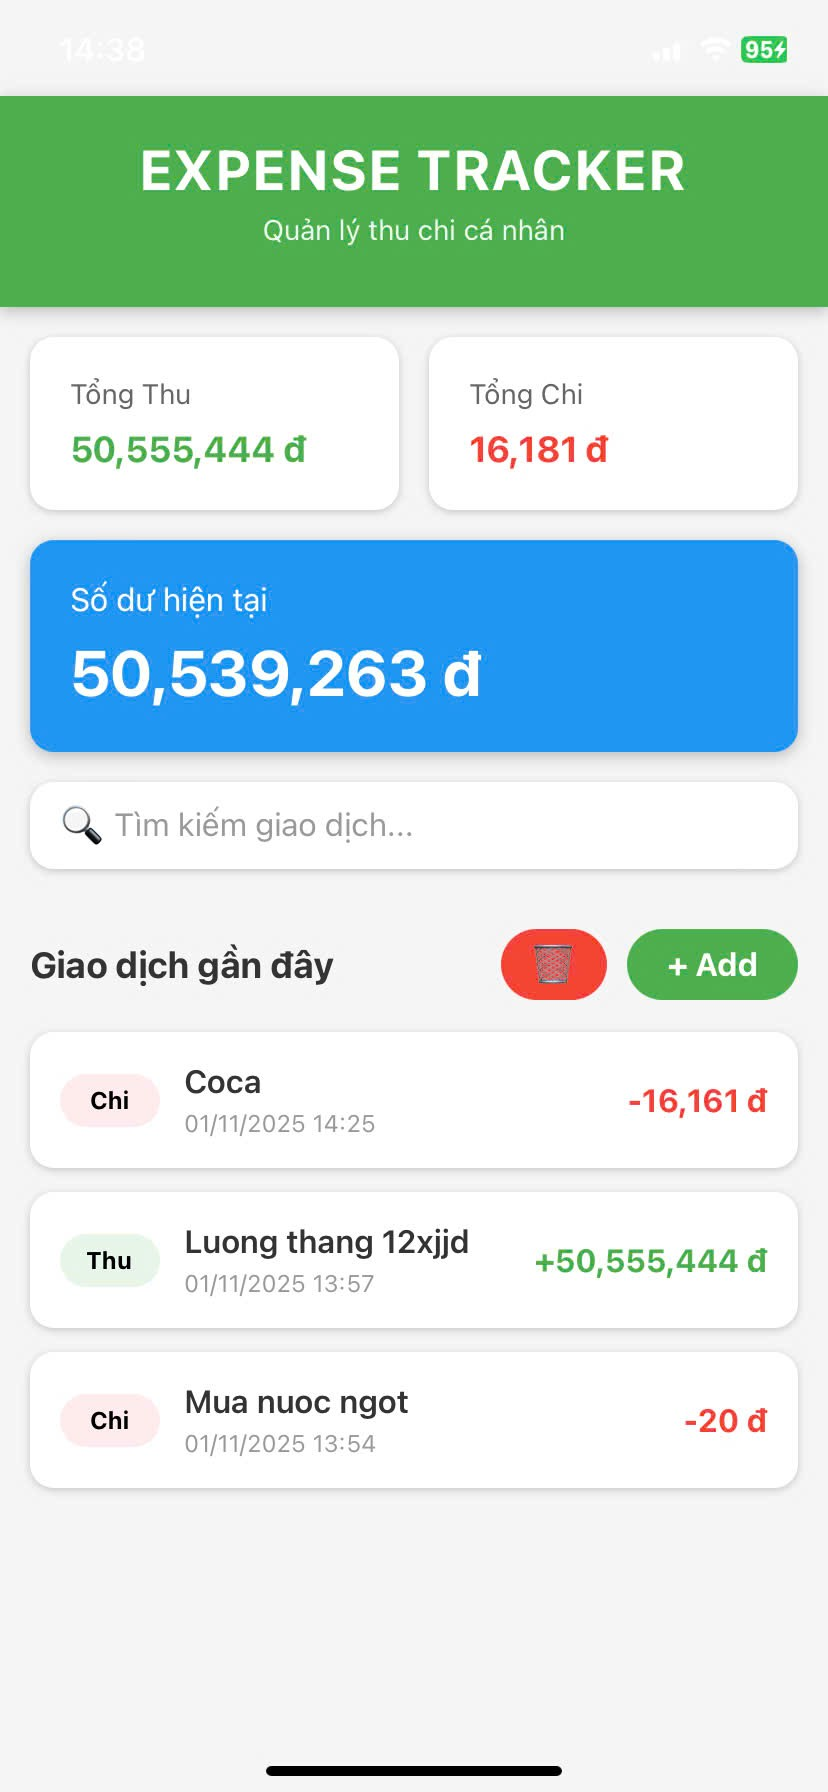 14:38
95
EXPENSE TRACKER
Quản lý thu chi cá nhân
Tổng Thu
50,555,444 đ
Tổng Chi
16,181 đ
Số dư hiện tại
50,539,263 đ
Tìm kiếm giao dịch...
Giao dịch gần đây
+ Add
Chi
Coca
01/11/2025 14:25
-16,161 đ
Thu
Luong thang 12xjjd
01/11/2025 13:57
+50,555,444 đ
Chi
Mua nuoc ngot
01/11/2025 13:54
-20 đ